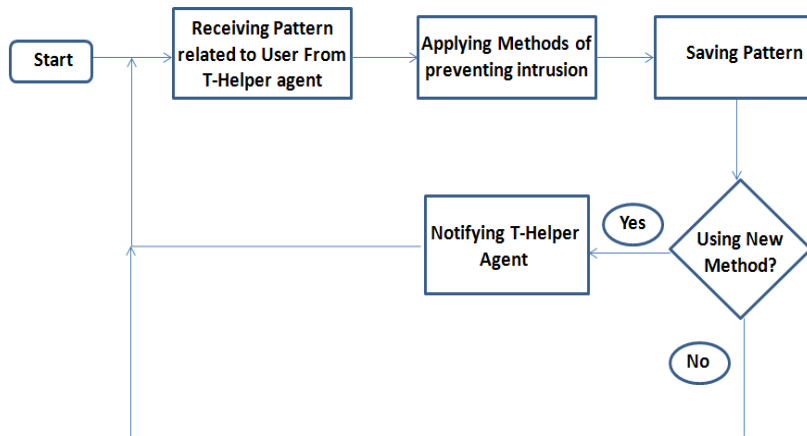 Start
Receiving Pattern
related to User From
T-Helper agent
Applying Methods of
preventing intrusion
Saving Pattern
Using New
Method?
Yes
Notifying T-Helper
Agent
No